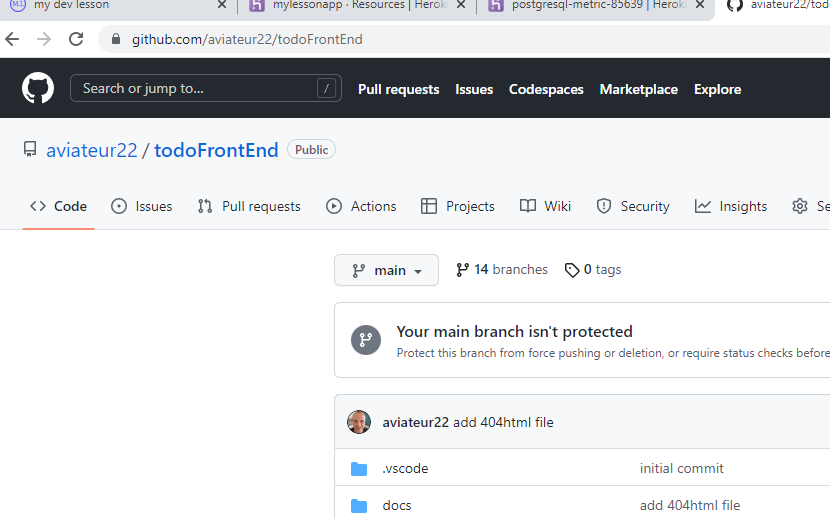 my dev lesson
mylessonapp · Resources | Herok
postgresql-metric-85639 | Herok
aviateur22/tod
github.com/aviateur22/todoFrontEnd
Search or jump to...
/
Pull requests Issues Codespaces Marketplace Explore
aviateur22 / todoFrontEnd Public
Code Issues Pull requests Actions Projects Wiki Security Insights Se
main 14 branches 0 tags
Your main branch isn't protected
Protect this branch from force pushing or deletion, or require status checks before
aviateur22 add 404html file
.vscode initial commit
docs add 404html file